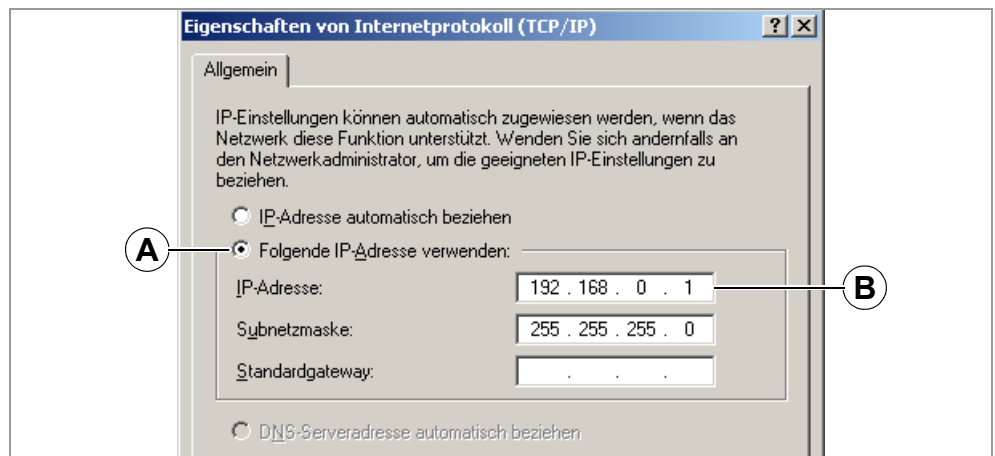 Eigenschaften von Internetprotokoll (TCP/IP)
Allgemein
IP-Einstellungen können automatisch zugewiesen werden, wenn das
Netzwerk diese Funktion unterstützt. Wenden Sie sich andernfalls an
den Netzwerkadministrator, um die geeigneten IP-Einstellungen zu
beziehen.
IP-Adresse automatisch beziehen
A Folgende IP-Adresse verwenden:
IP-Adresse: 192 . 168 . 0 . 1 B
Subnetzmaske: 255 . 255 . 255 . 0
Standardgateway: . . .
DNS-Serveradresse automatisch beziehen